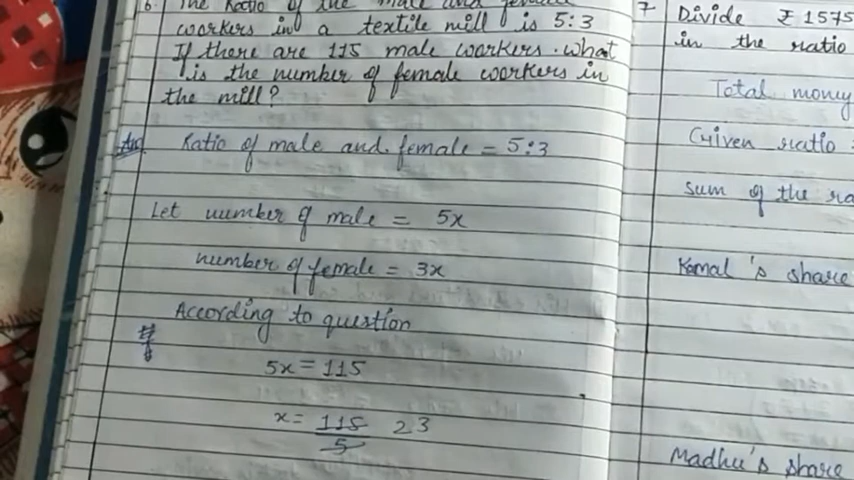 6. The Ratio of the male and female
workers in a textile mill is 5:3
If there are 115 male workers. what
is the number of female workers in
the mill?
Ans Ratio of male and female = 5:3
Let number of male = 5x
number of female = 3x
According to question
5x = 115
x = 115 23
5
7 Divide ₹ 1575
in the ratio
Total money
Given ratio
Sum of the ra
Kamal's share
Madhu's share